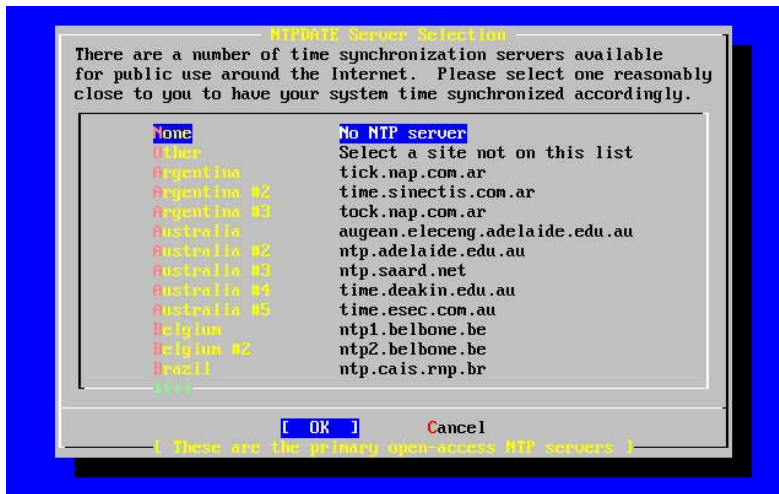 NTPDATE Server Selection
There are a number of time synchronization servers available
for public use around the Internet.  Please select one reasonably
close to you to have your system time synchronized accordingly.
None No NTP server
Other Select a site not on this list
Argentina tick.nap.com.ar
Argentina #2 time.sinectis.com.ar
Argentina #3 tock.nap.com.ar
Australia augean.eleceng.adelaide.edu.au
Australia #2 ntp.adelaide.edu.au
Australia #3 ntp.saard.net
Australia #4 time.deakin.edu.au
Australia #5 time.esec.com.au
Belgium ntp1.belbone.be
Belgium #2 ntp2.belbone.be
Brazil ntp.cais.rnp.br
[ OK ] Cancel
[ These are the primary open-access NTP servers ]